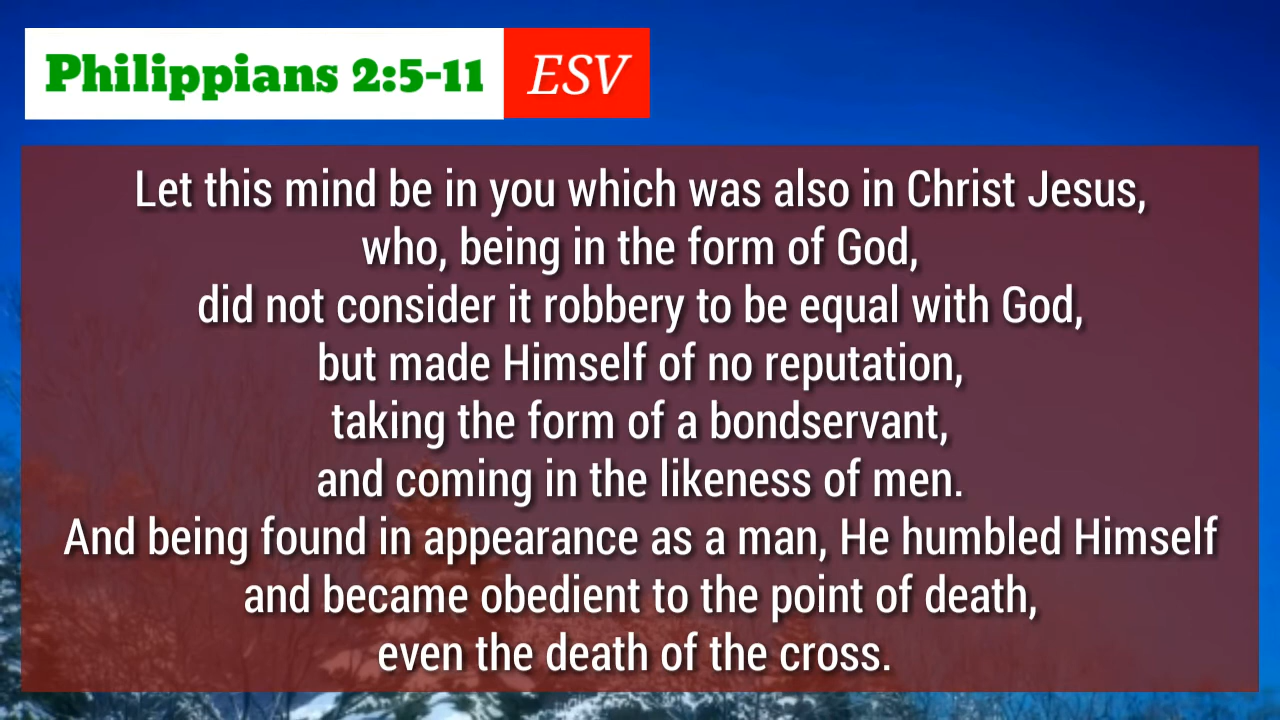 Philippians 2:5-11 ESV
Let this mind be in you which was also in Christ Jesus,
who, being in the form of God,
did not consider it robbery to be equal with God,
but made Himself of no reputation,
taking the form of a bondservant,
and coming in the likeness of men.
And being found in appearance as a man, He humbled Himself
and became obedient to the point of death,
even the death of the cross.